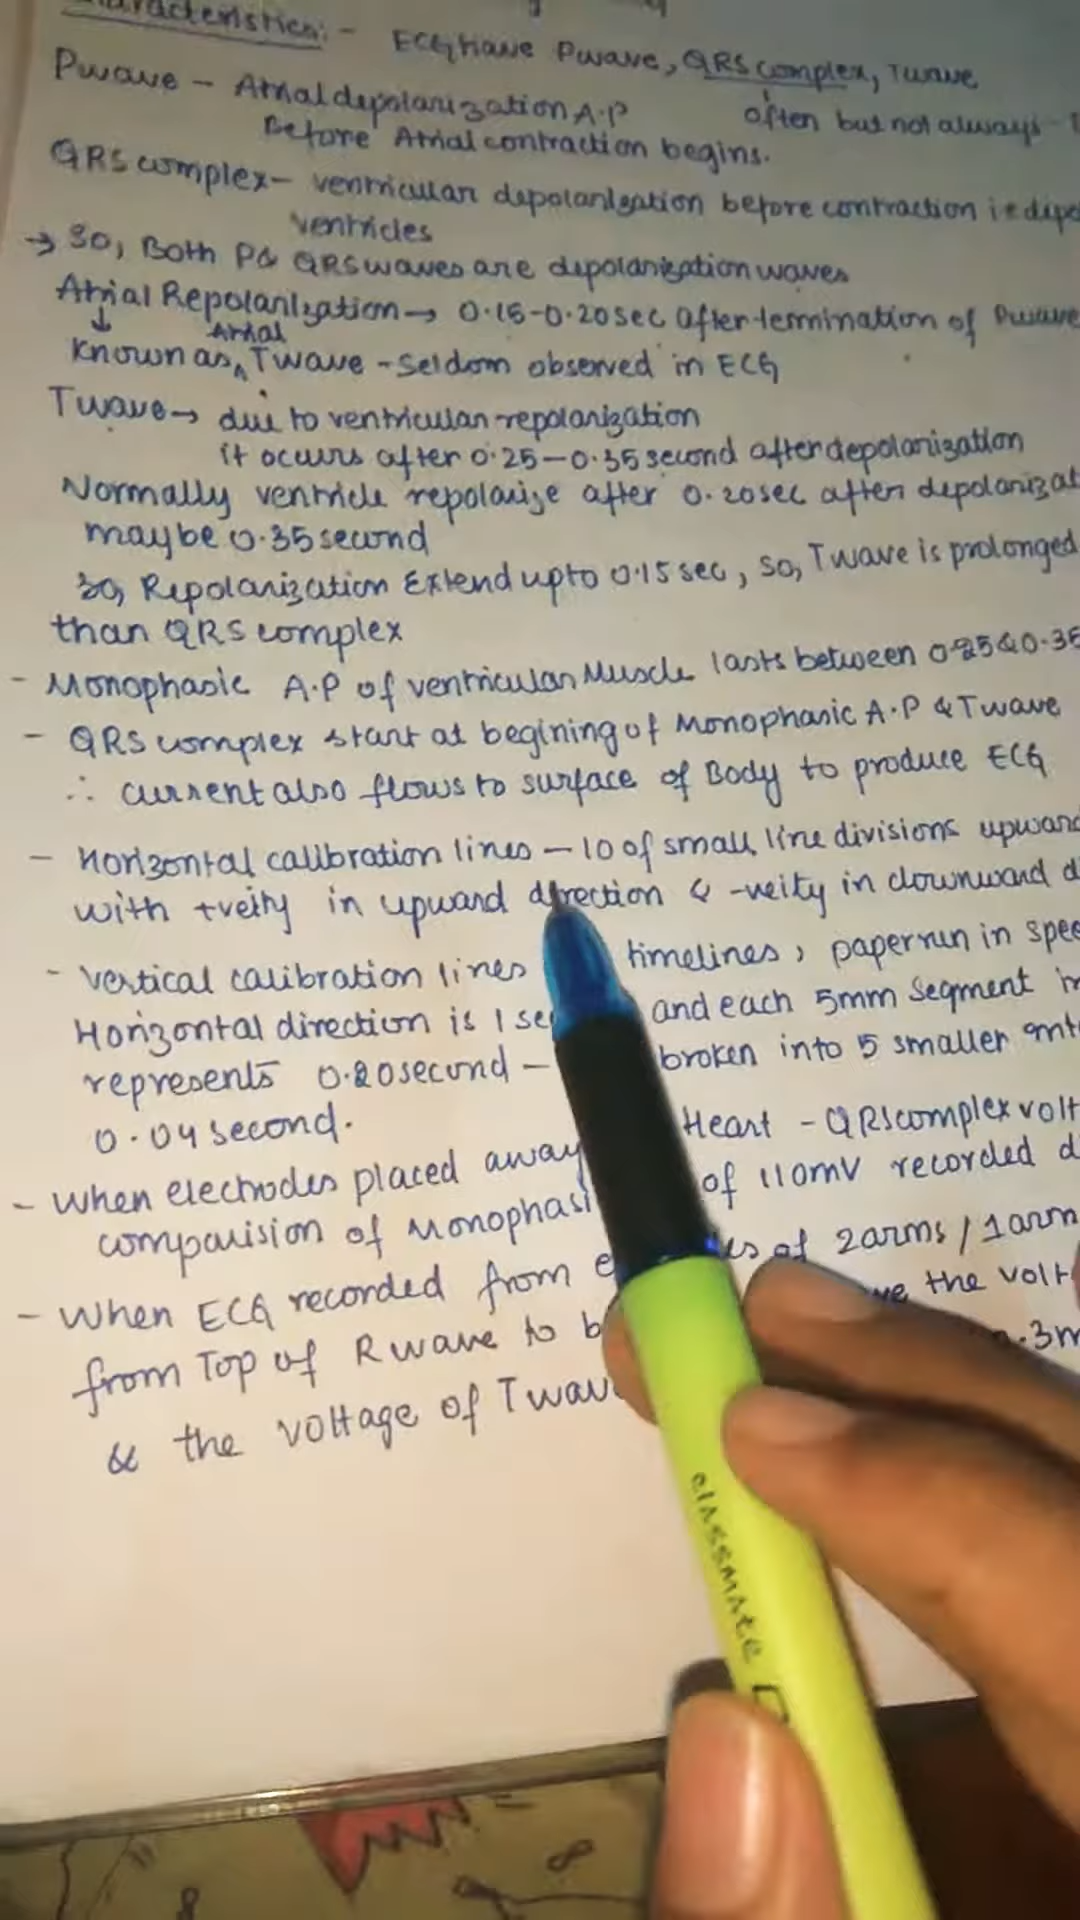 Characteristics:- ECG have Pwave, QRS complex, Twave
Pwave - Atrial depolarization A.P often but not always
Before Atrial contraction begins.
QRS complex- ventricular depolarization before contraction i.e
ventricles
→ So, Both P& QRS waves are depolarization waves
Atrial Repolarization → 0.15-0.20sec after termination of Pwave
↓ Atrial
Known as, Twave - Seldom observed in ECG
Twave → due to ventricular repolarization
it occurs after 0.25-0.35 second after depolarization
Normally ventricle repolarize after 0.20sec after
maybe 0.35 second
So, Repolarization Extend upto 0.15 sec, so, Twave is prolonged
than QRS complex
- Monophasic A.P of ventricular Muscle lasts between 0.25&0.35
- QRS complex start at begining of Monophasic A.P & Twave
∴ current also flows to surface of Body to produce ECG
- Horizontal calibration lines - 10 of small line divisions upward
with +veity in upward direction & -veity in downward
- Vertical calibration lines timelines, paper run in
Horizontal direction is 1 and each 5mm segment
represents 0.20second - broken into 5 smaller
0.04 second.
- When electrodes placed away Heart - QRS complex
comparision of of 110mV recorded
- When ECG recorded from of 2arms / 1arm
from Top of R wave to the
& the voltage of
classmate